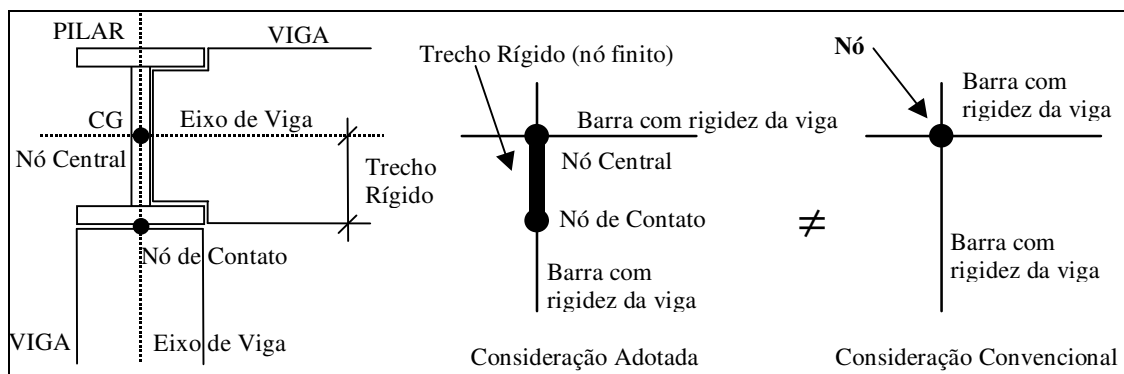 PILAR
VIGA
CG
Eixo de Viga
Nó Central
Trecho
Rígido
Nó de Contato
VIGA
Eixo de Viga
Trecho Rígido (nó finito)
Barra com rigidez da viga
Nó Central
Nó de Contato
Barra com
rigidez da viga
Consideração Adotada
≠
Nó
Barra com
rigidez da viga
Barra com
rigidez da viga
Consideração Convencional